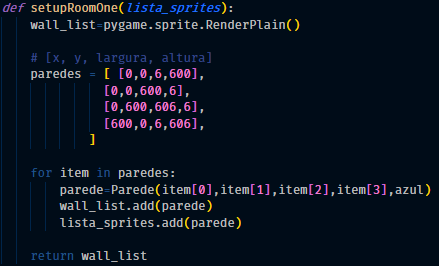 def setupRoomOne(lista_sprites):
    wall_list=pygame.sprite.RenderPlain()

    # [x, y, largura, altura]
    paredes = [ [0,0,6,600],
              [0,0,600,6],
              [0,600,606,6],
              [600,0,6,606],
            ]

    for item in paredes:
        parede=Parede(item[0],item[1],item[2],item[3],azul)
        wall_list.add(parede)
        lista_sprites.add(parede)

    return wall_list